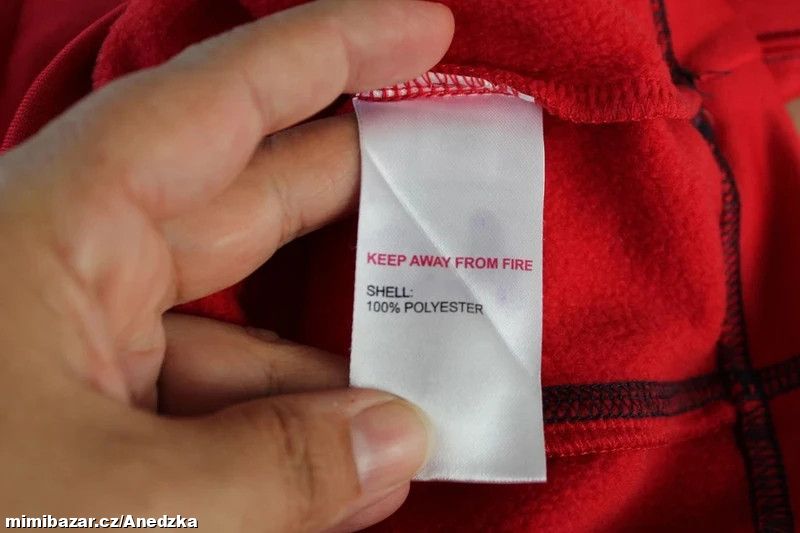 KEEP AWAY FROM FIRE
SHELL:
100% POLYESTER
mimibazar.cz/Anedzka